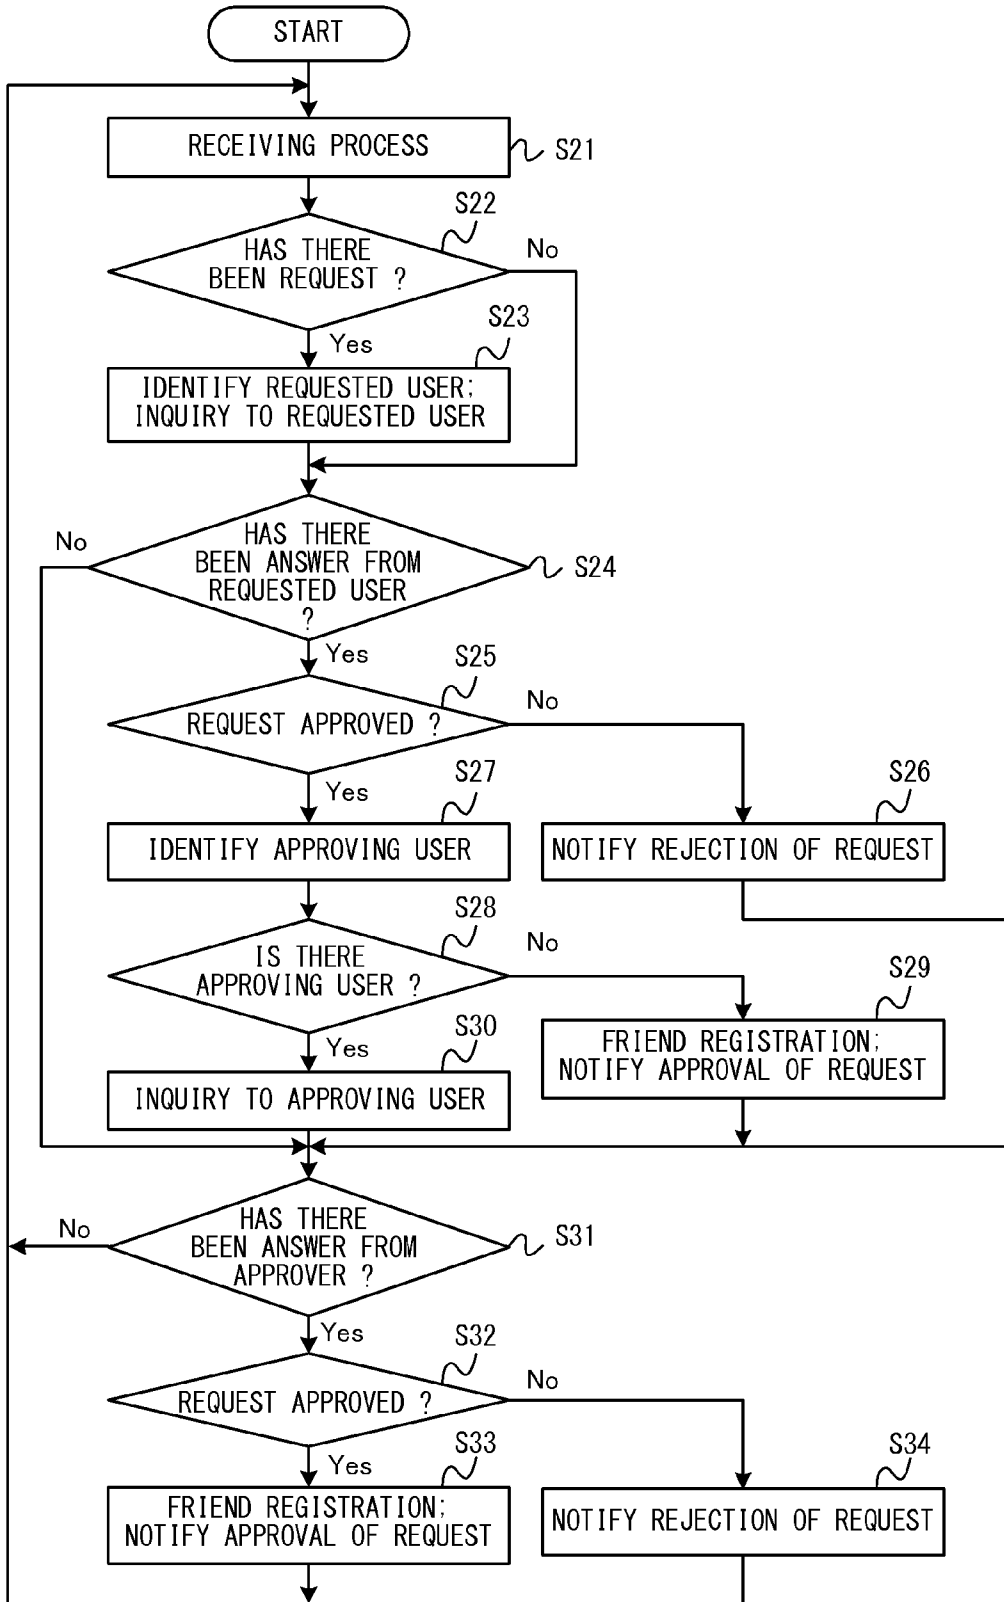 START
RECEIVING PROCESS
S21
S22
HAS THERE
BEEN REQUEST ?
No
Yes
S23
IDENTIFY REQUESTED USER;
INQUIRY TO REQUESTED USER
No
HAS THERE
BEEN ANSWER FROM
REQUESTED USER
?
S24
Yes
S25
REQUEST APPROVED ?
No
Yes
S27
S26
IDENTIFY APPROVING USER
NOTIFY REJECTION OF REQUEST
S28
IS THERE
APPROVING USER ?
No
S29
Yes
S30
FRIEND REGISTRATION;
NOTIFY APPROVAL OF REQUEST
INQUIRY TO APPROVING USER
No
HAS THERE
BEEN ANSWER FROM
APPROVER ?
S31
Yes
S32
REQUEST APPROVED ?
No
Yes
S33
S34
FRIEND REGISTRATION;
NOTIFY APPROVAL OF REQUEST
NOTIFY REJECTION OF REQUEST